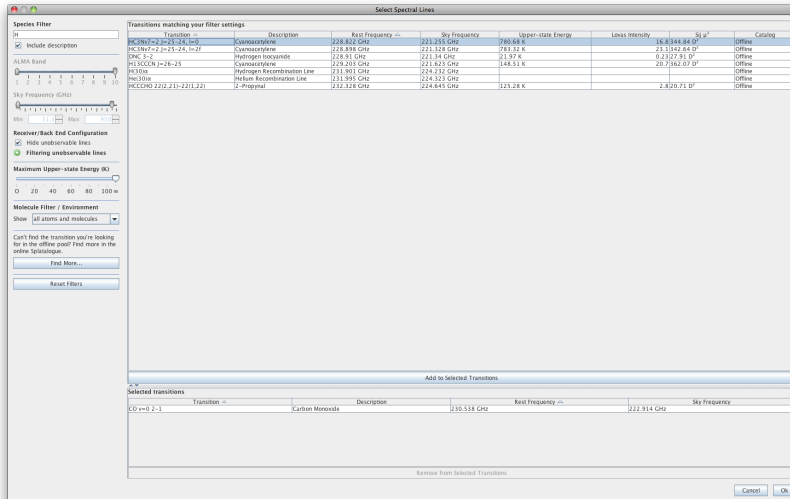 Select Spectral Lines
Species Filter
H
Include description
ALMA Band
1 2 3 4 5 6 7 8 9 10
Sky Frequency (GHz)
Min 31.3 Max 950
Receiver/Back End Configuration
Hide unobservable lines
Filtering unobservable lines
Maximum Upper-state Energy (K)
0 20 40 60 80 100 ∞
Molecule Filter / Environment
Show all atoms and molecules
Can't find the transition you're looking
for in the offline pool? Find more in the
online Splatalogue.
Find More...
Reset Filters
Transitions matching your filter settings
Transition Description Rest Frequency Sky Frequency Upper-state Energy Lovas Intensity Sij μ² Catalog
HC3Nv7=2 J=25-24, l=0 Cyanoacetylene 228.822 GHz 221.255 GHz 780.68 K 16.8 344.84 D² Offline
HC3Nv7=2 J=25-24, l=2f Cyanoacetylene 228.898 GHz 221.328 GHz 783.32 K 23.1 342.64 D² Offline
DNC 3-2 Hydrogen Isocyanide 228.91 GHz 221.34 GHz 21.97 K 0.23 27.91 D² Offline
H13CCCN J=26-25 Cyanoacetylene 229.203 GHz 221.623 GHz 148.51 K 20.7 362.07 D² Offline
H(30)α Hydrogen Recombination Line 231.901 GHz 224.232 GHz Offline
He(30)α Helium Recombination Line 231.995 GHz 224.323 GHz Offline
HCCCHO 22(2,21)-22(1,22) 2-Propynal 232.328 GHz 224.645 GHz 125.28 K 2.8 20.71 D² Offline
Add to Selected Transitions
Selected transitions
Transition Description Rest Frequency Sky Frequency
CO v=0 2-1 Carbon Monoxide 230.538 GHz 222.914 GHz
Remove from Selected Transitions
Cancel Ok